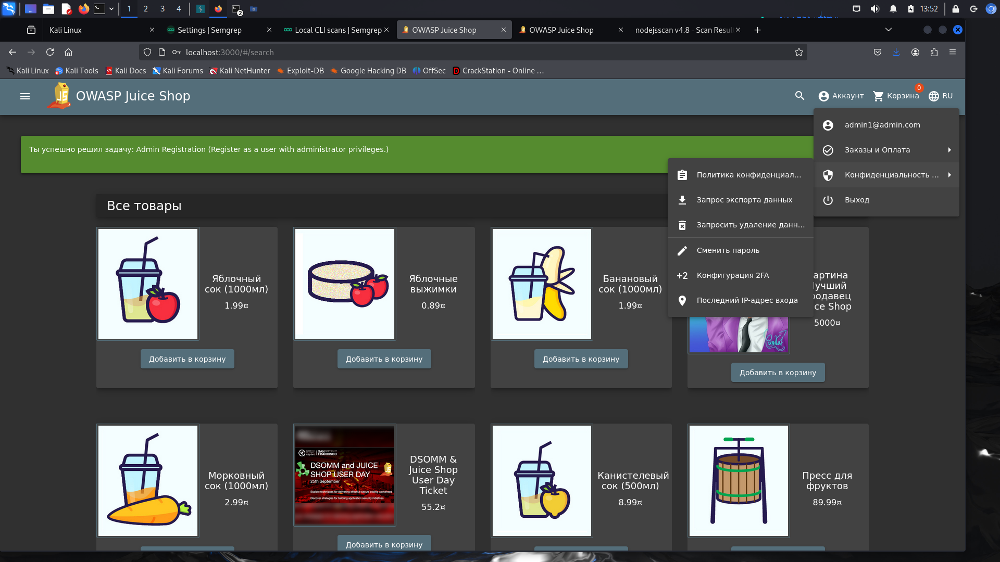 1
2
3
4
2
13:52
Kali Linux
Settings | Semgrep
Local CLI scans | Semgrep
OWASP Juice Shop
OWASP Juice Shop
nodejsscan v4.8 - Scan Resul
localhost:3000/#/search
Kali Linux
Kali Tools
Kali Docs
Kali Forums
Kali NetHunter
Exploit-DB
Google Hacking DB
OffSec
CrackStation - Online …
JS
OWASP Juice Shop
Аккаунт
0
Корзина
RU
admin1@admin.com
Заказы и Оплата
Конфиденциальность ...
Выход
Ты успешно решил задачу: Admin Registration (Register as a user with administrator privileges.)
Политика конфиденциал...
Запрос экспорта данных
Запросить удаление данн...
Сменить пароль
+2 Конфигурация 2FA
Последний IP-адрес входа
Все товары
Яблочный
сок (1000мл)
1.99¤
Добавить в корзину
Яблочные
выжимки
0.89¤
Добавить в корзину
Банановый
сок (1000мл)
1.99¤
Добавить в корзину
артина
учший
одавец
ce Shop
5000¤
Добавить в корзину
Морковный
сок (1000мл)
2.99¤
SAN
FRANCISCO
SEPT 23-27
DSOMM and JUICE
SHOP USER DAY
25th September
Explore techniques for delivering effective secure coding workshops
Discover strategies for tailoring application security initiatives
JS
DSOMM &
Juice Shop
User Day
Ticket
55.2¤
Добавить в корзину
Канистелевый
сок (500мл)
8.99¤
Пресс для
фруктов
89.99¤